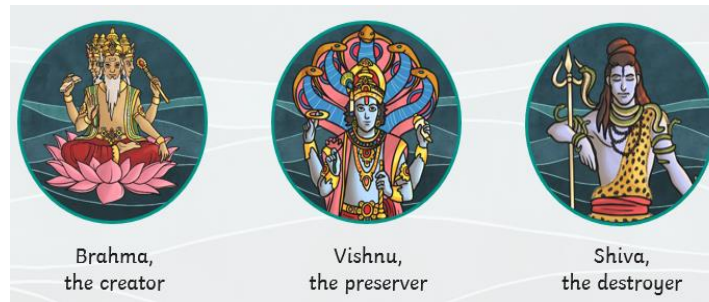 Brahma,
the creator
Vishnu,
the preserver
Shiva,
the destroyer